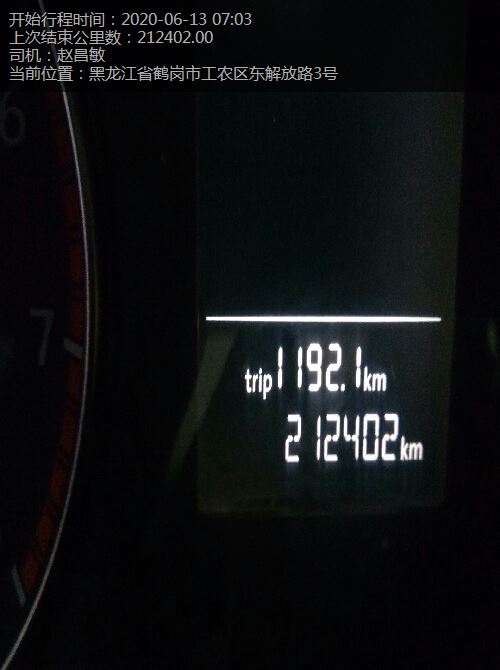 开始行程时间：2020-06-13 07:03
上次结束公里数：212402.00
司机：赵昌敏
当前位置：黑龙江省鹤岗市工农区东解放路3号
6
7
trip 1192.1 km
212402 km